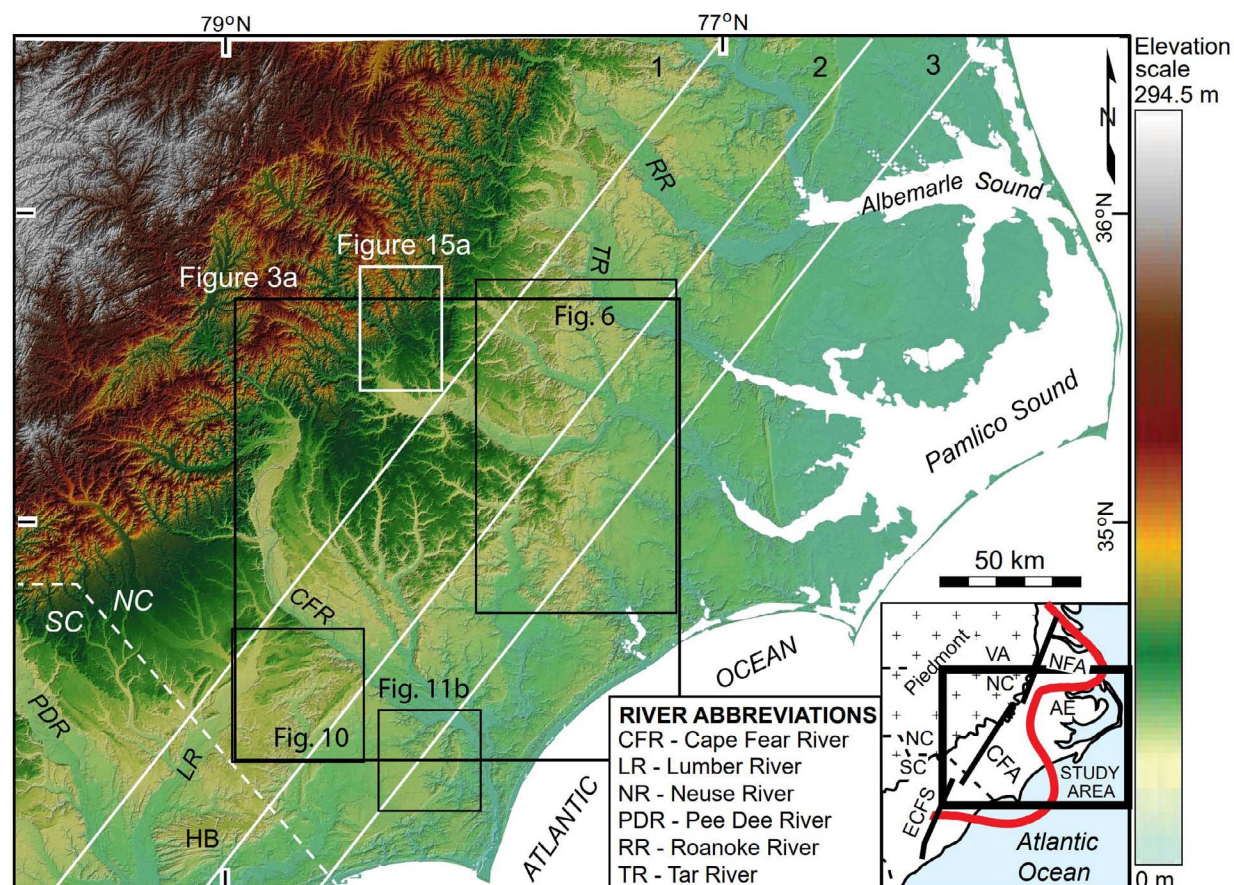 79°N
77°N
Elevation
scale
294.5 m
1
2
3
N
RR
Albemarle Sound
36°N
Figure 15a
TR
Figure 3a
Fig. 6
Pamlico Sound
35°N
50 km
NC
SC
CFR
OCEAN
Fig. 11b
PDR
LR
Fig. 10
HB
ATLANTIC
RIVER ABBREVIATIONS
CFR - Cape Fear River
LR - Lumber River
NR - Neuse River
PDR - Pee Dee River
RR - Roanoke River
TR - Tar River
Piedmont
VA
NC
NFA
AE
NC
SC
CFA
STUDY
AREA
ECFS
Atlantic
Ocean
0 m